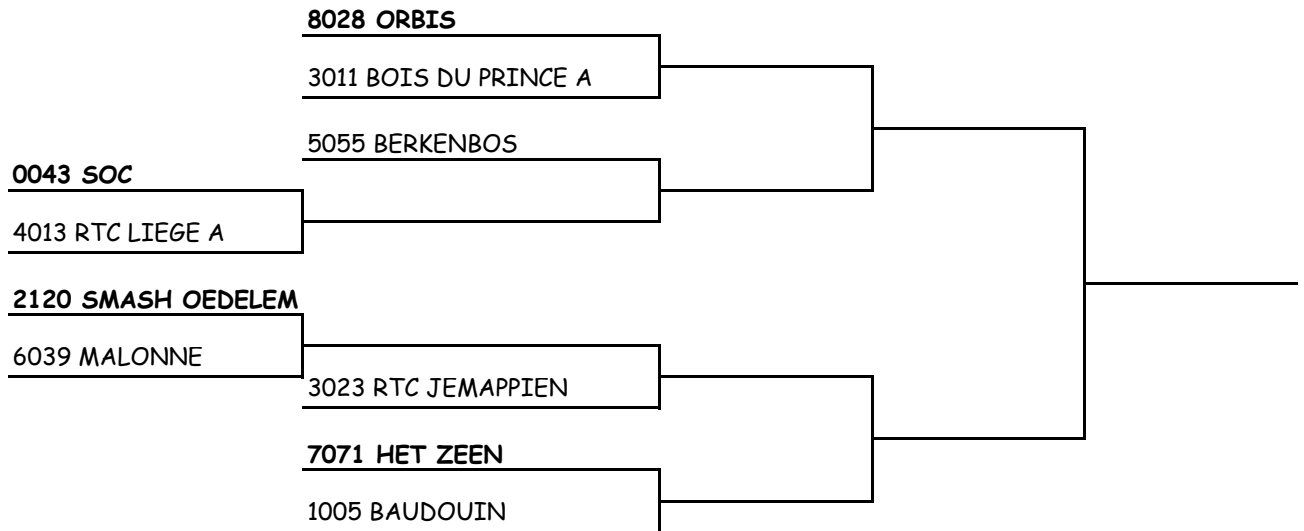 8028 ORBIS
3011 BOIS DU PRINCE A
5055 BERKENBOS
0043 SOC
4013 RTC LIEGE A
2120 SMASH OEDELEM
6039 MALONNE
3023 RTC JEMAPPIEN
7071 HET ZEEN
1005 BAUDOUIN